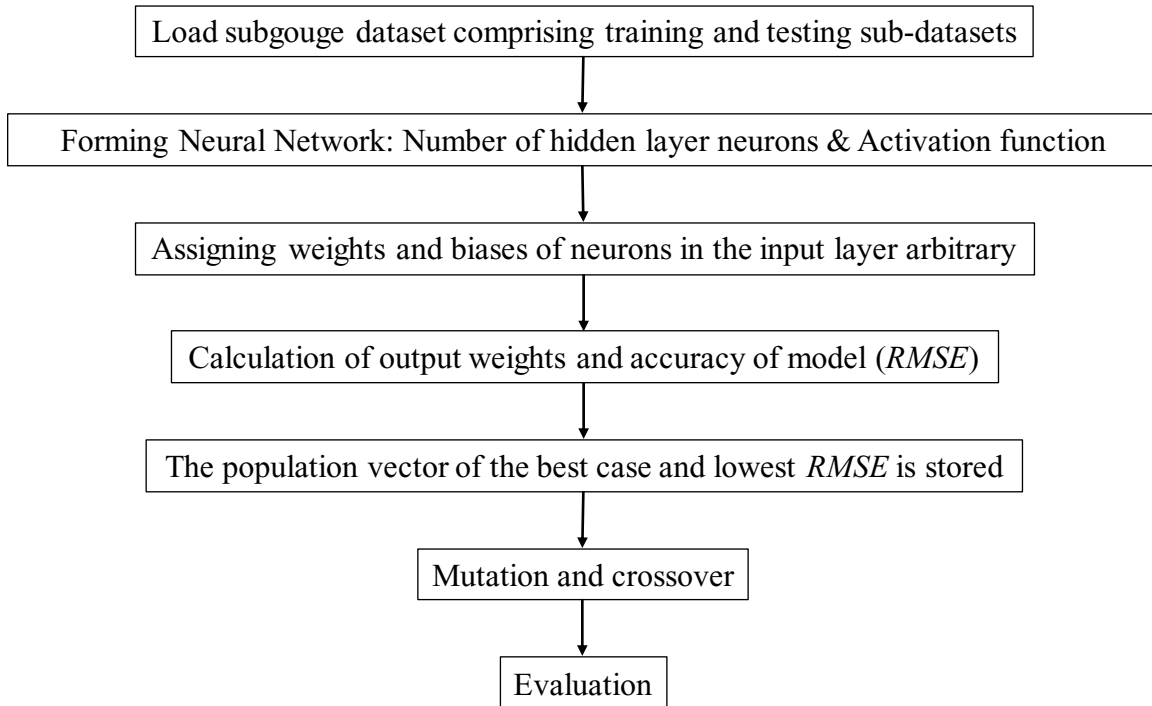 Load subgouge dataset comprising training and testing sub-datasets
Forming Neural Network: Number of hidden layer neurons & Activation function
Assigning weights and biases of neurons in the input layer arbitrary
Calculation of output weights and accuracy of model (RMSE)
The population vector of the best case and lowest RMSE is stored
Mutation and crossover
Evaluation